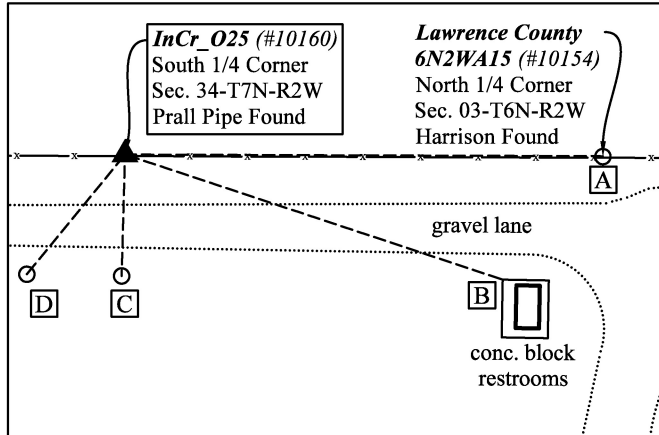 InCr_O25 (#10160)
South 1/4 Corner
Sec. 34-T7N-R2W
Prall Pipe Found
Lawrence County
6N2WA15 (#10154)
North 1/4 Corner
Sec. 03-T6N-R2W
Harrison Found
A
gravel lane
D
C
B
conc. block
restrooms